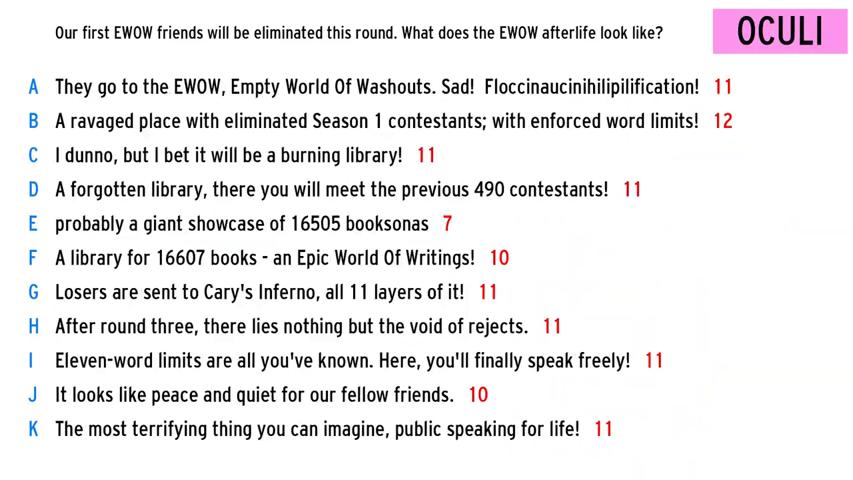 Our first EWOW friends will be eliminated this round. What does the EWOW afterlife look like?
OCULI
A They go to the EWOW, Empty World Of Washouts. Sad! Floccinaucinihilipilification! 11
B A ravaged place with eliminated Season 1 contestants; with enforced word limits! 12
C I dunno, but I bet it will be a burning library! 11
D A forgotten library, there you will meet the previous 490 contestants! 11
E probably a giant showcase of 16505 booksonas 7
F A library for 16607 books - an Epic World Of Writings! 10
G Losers are sent to Cary's Inferno, all 11 layers of it! 11
H After round three, there lies nothing but the void of rejects. 11
I Eleven-word limits are all you've known. Here, you'll finally speak freely! 11
J It looks like peace and quiet for our fellow friends. 10
K The most terrifying thing you can imagine, public speaking for life! 11